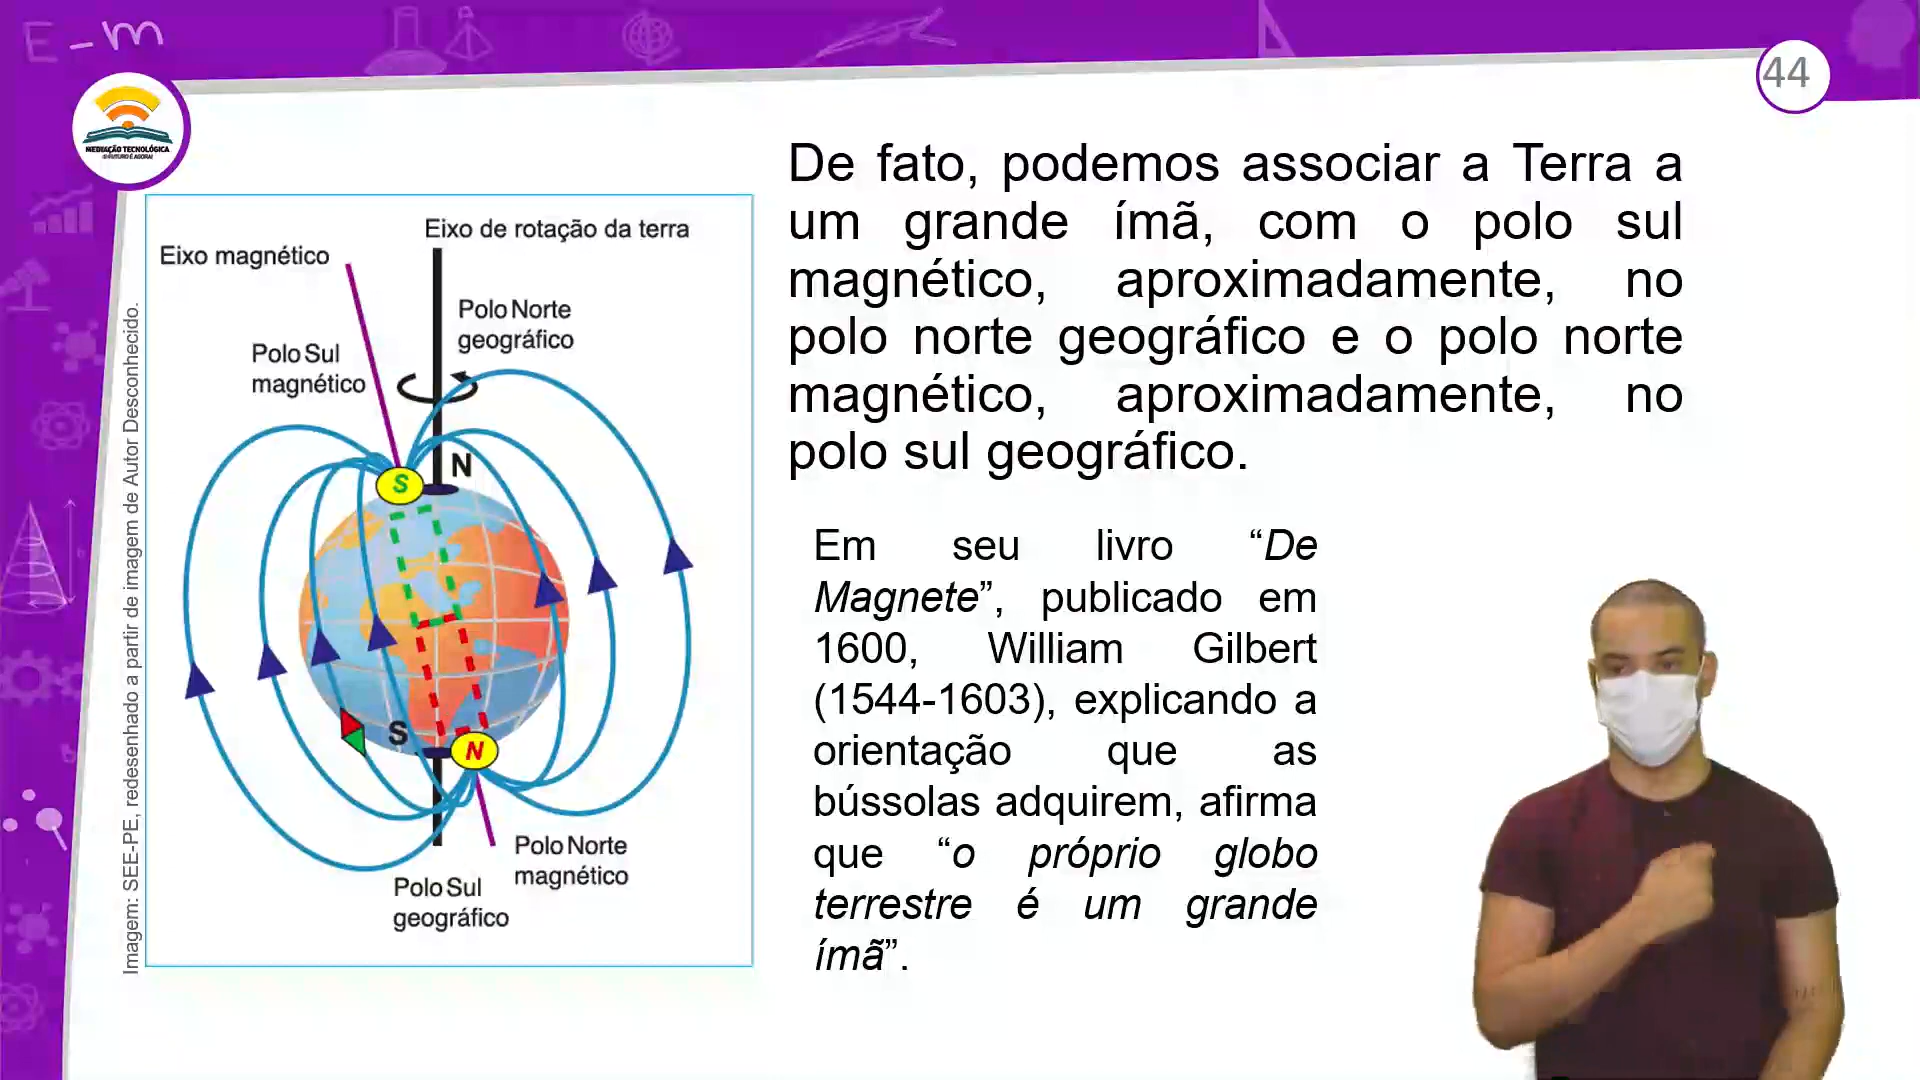 E-m
44
MEDIAÇÃO TECNOLÓGICA
O FUTURO É AGORA!
De fato, podemos associar a Terra a
um grande ímã, com o polo sul
magnético, aproximadamente, no
polo norte geográfico e o polo norte
magnético, aproximadamente, no
polo sul geográfico.
Eixo de rotação da terra
Eixo magnético
Polo Norte
geográfico
Polo Sul
magnético
N
S
S
N
Polo Norte
magnético
Polo Sul
geográfico
Imagem: SEE-PE, redesenhado a partir de imagem de Autor Desconhecido.
Em seu livro “De
Magnete”, publicado em
1600, William Gilbert
(1544-1603), explicando a
orientação que as
bússolas adquirem, afirma
que “o próprio globo
terrestre é um grande
ímã”.